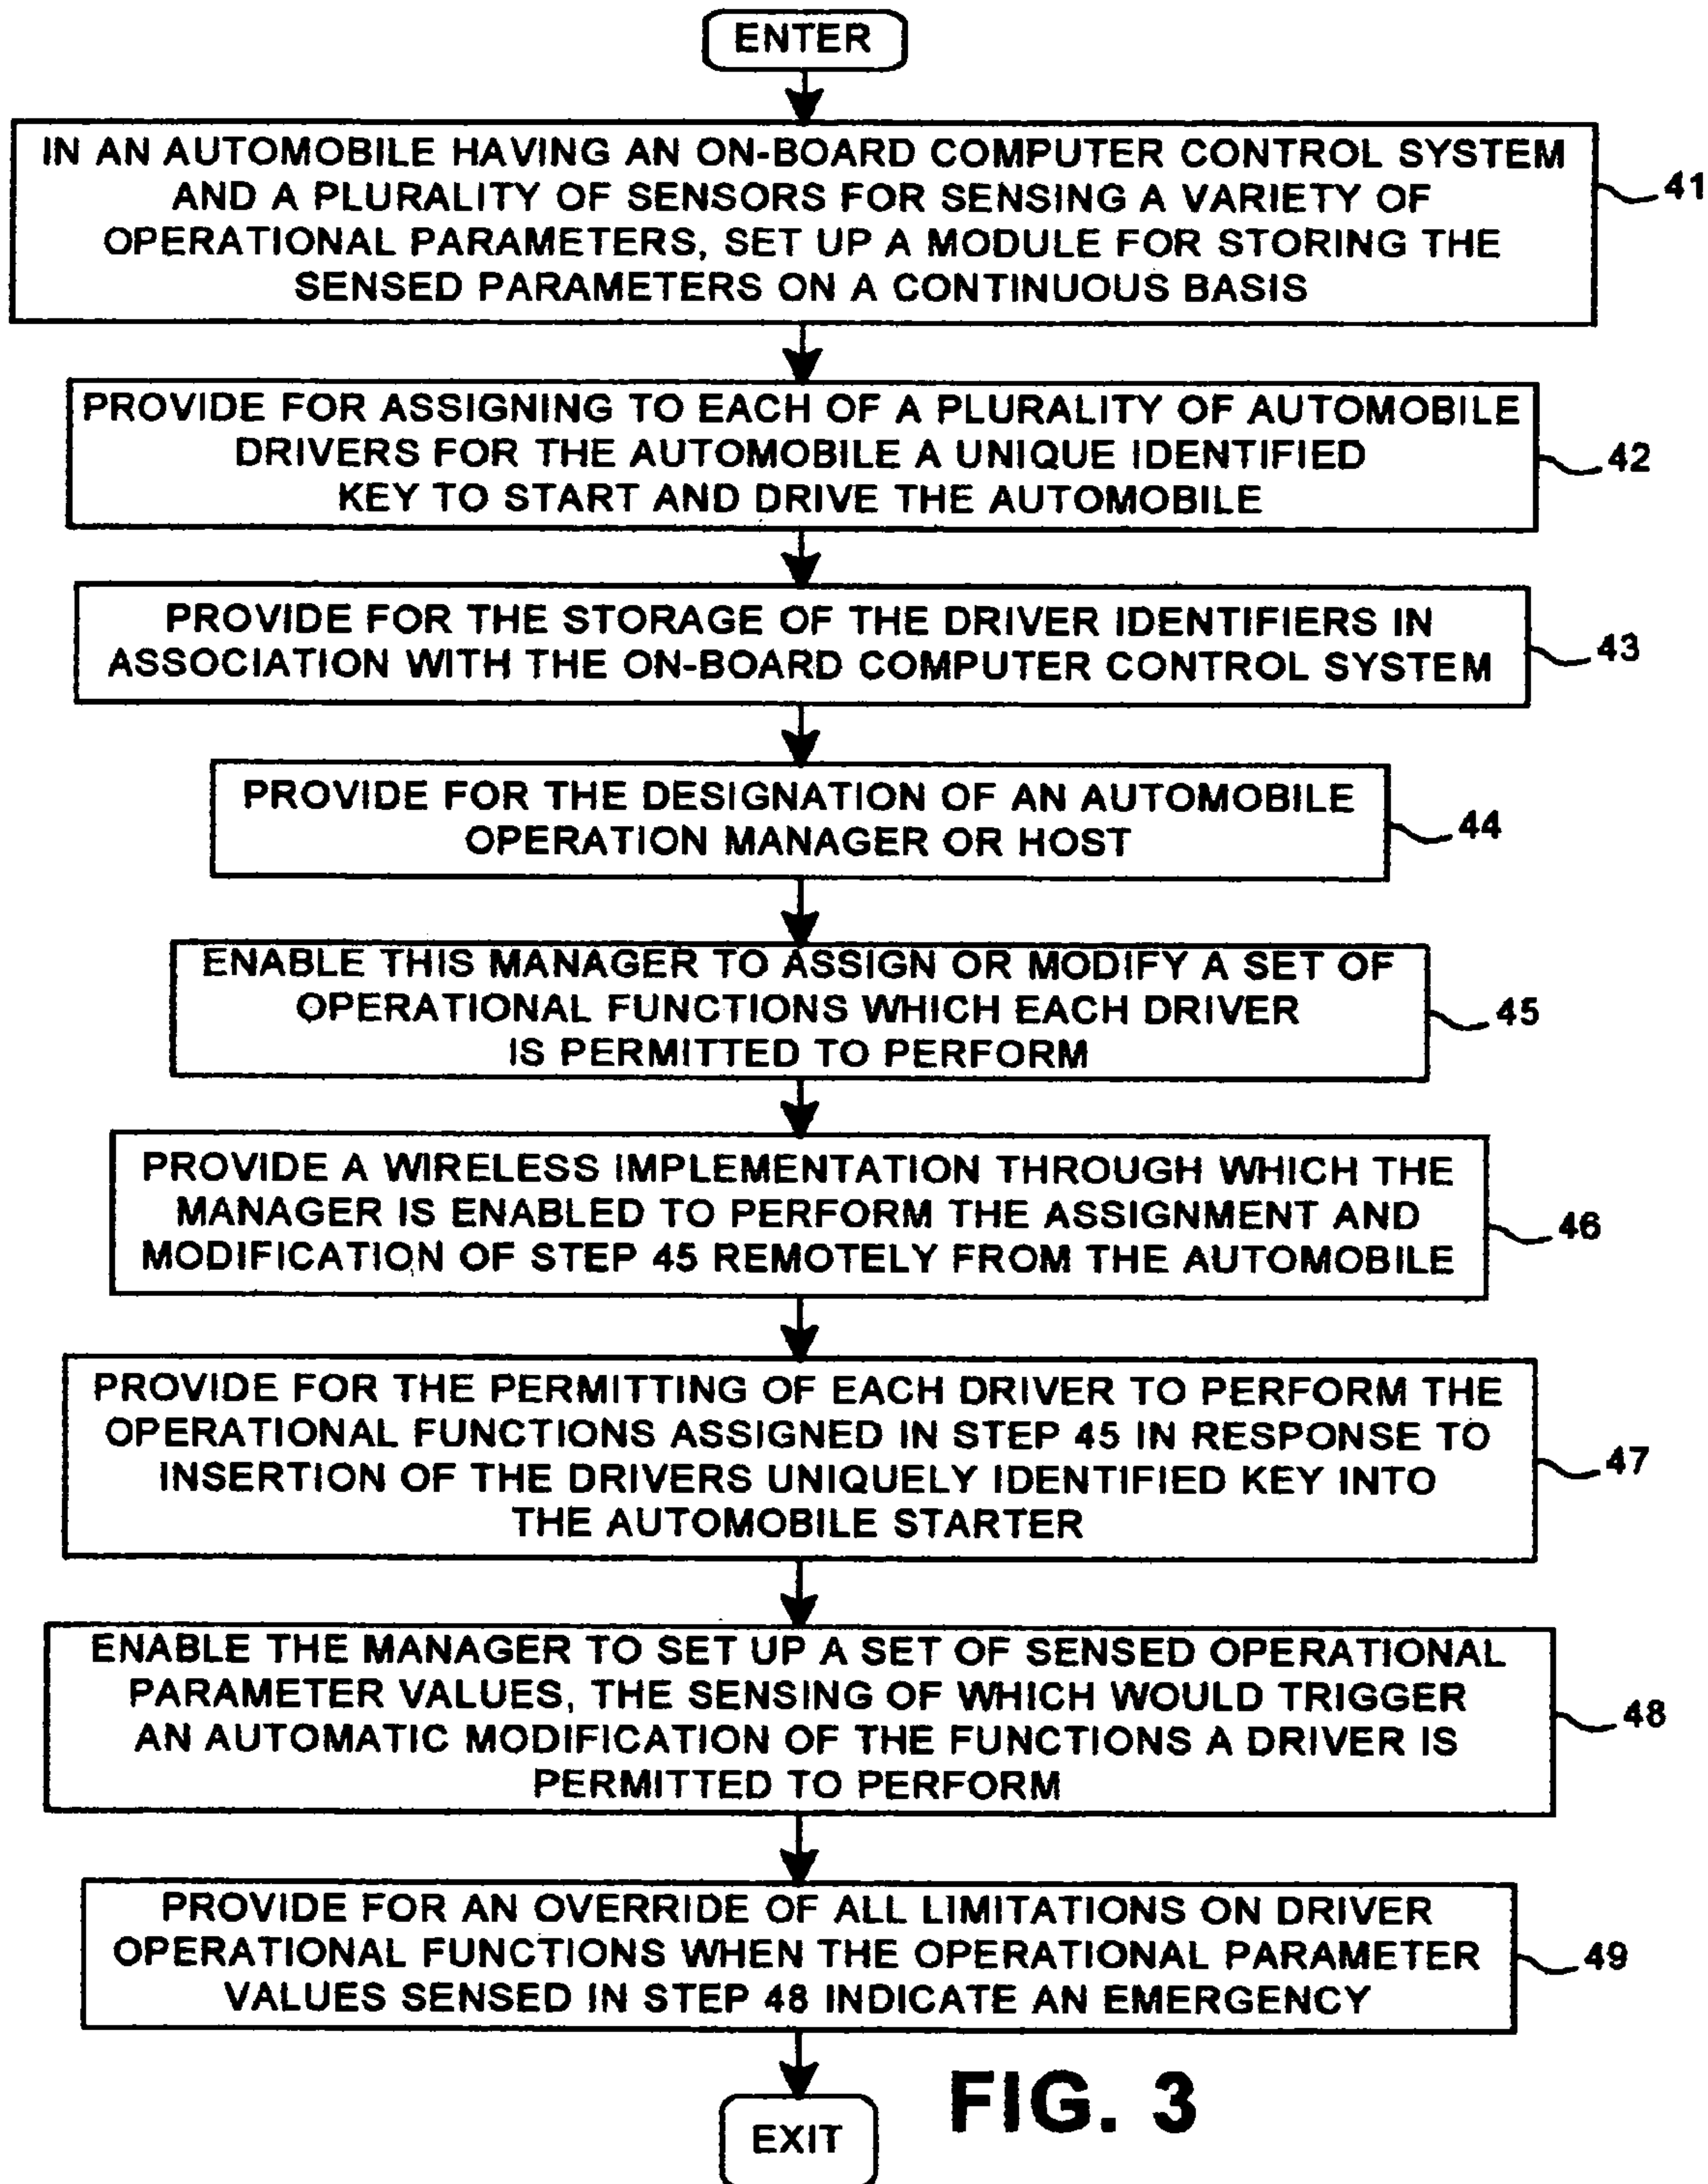 ENTER
IN AN AUTOMOBILE HAVING AN ON-BOARD COMPUTER CONTROL SYSTEM
AND A PLURALITY OF SENSORS FOR SENSING A VARIETY OF
OPERATIONAL PARAMETERS, SET UP A MODULE FOR STORING THE
SENSED PARAMETERS ON A CONTINUOUS BASIS
41
PROVIDE FOR ASSIGNING TO EACH OF A PLURALITY OF AUTOMOBILE
DRIVERS FOR THE AUTOMOBILE A UNIQUE IDENTIFIED
KEY TO START AND DRIVE THE AUTOMOBILE
42
PROVIDE FOR THE STORAGE OF THE DRIVER IDENTIFIERS IN
ASSOCIATION WITH THE ON-BOARD COMPUTER CONTROL SYSTEM
43
PROVIDE FOR THE DESIGNATION OF AN AUTOMOBILE
OPERATION MANAGER OR HOST
44
ENABLE THIS MANAGER TO ASSIGN OR MODIFY A SET OF
OPERATIONAL FUNCTIONS WHICH EACH DRIVER
IS PERMITTED TO PERFORM
45
PROVIDE A WIRELESS IMPLEMENTATION THROUGH WHICH THE
MANAGER IS ENABLED TO PERFORM THE ASSIGNMENT AND
MODIFICATION OF STEP 45 REMOTELY FROM THE AUTOMOBILE
46
PROVIDE FOR THE PERMITTING OF EACH DRIVER TO PERFORM THE
OPERATIONAL FUNCTIONS ASSIGNED IN STEP 45 IN RESPONSE TO
INSERTION OF THE DRIVERS UNIQUELY IDENTIFIED KEY INTO
THE AUTOMOBILE STARTER
47
ENABLE THE MANAGER TO SET UP A SET OF SENSED OPERATIONAL
PARAMETER VALUES, THE SENSING OF WHICH WOULD TRIGGER
AN AUTOMATIC MODIFICATION OF THE FUNCTIONS A DRIVER IS
PERMITTED TO PERFORM
48
PROVIDE FOR AN OVERRIDE OF ALL LIMITATIONS ON DRIVER
OPERATIONAL FUNCTIONS WHEN THE OPERATIONAL PARAMETER
VALUES SENSED IN STEP 48 INDICATE AN EMERGENCY
49
EXIT
FIG. 3